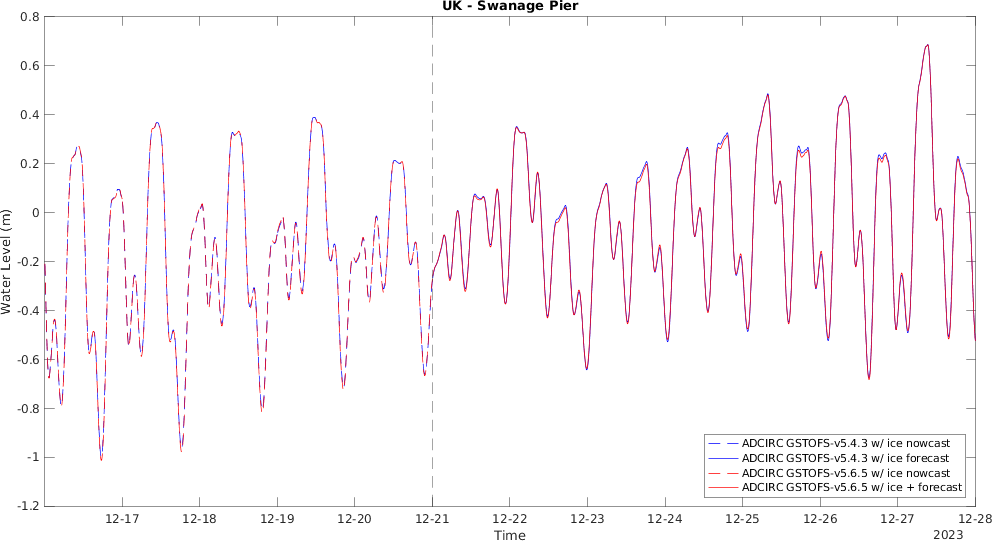 UK - Swanage Pier
0.8
0.6
0.4
0.2
0
-0.2
-0.4
-0.6
-0.8
-1
-1.2
Water Level (m)
12-17 12-18 12-19 12-20 12-21 12-22 12-23 12-24 12-25 12-26 12-27 12-28
Time
2023
ADCIRC GSTOFS-v5.4.3 w/ ice nowcast
ADCIRC GSTOFS-v5.4.3 w/ ice forecast
ADCIRC GSTOFS-v5.6.5 w/ ice nowcast
ADCIRC GSTOFS-v5.6.5 w/ ice + forecast